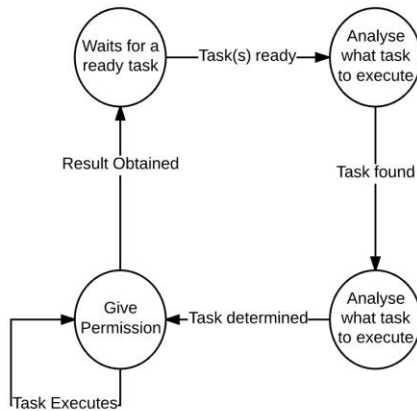 Waits for a
ready task
Task(s) ready
Analyse
what task
to execute
Result Obtained
Task found
Give
Permission
Task determined
Analyse
what task
to execute
Task Executes